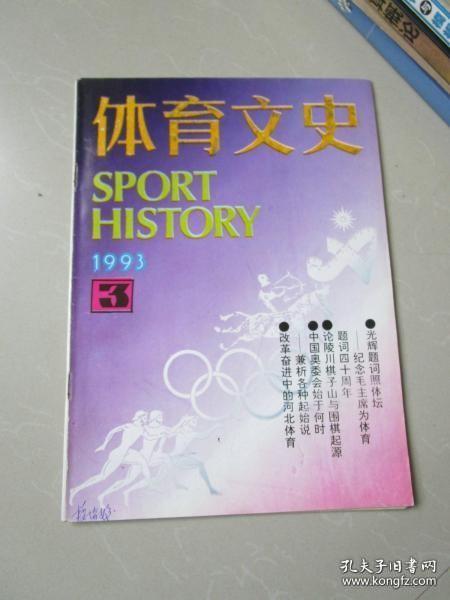 体育文史
SPORT
HISTORY
1993
3
●光辉题词照体坛
——纪念毛主席为体育
题词四十周年
●论陵川棋子山与围棋起源
●中国奥委会始于何时
——兼析各种起始说
●改革奋进中的河北体育
孔夫子旧书网
www.kongfz.com